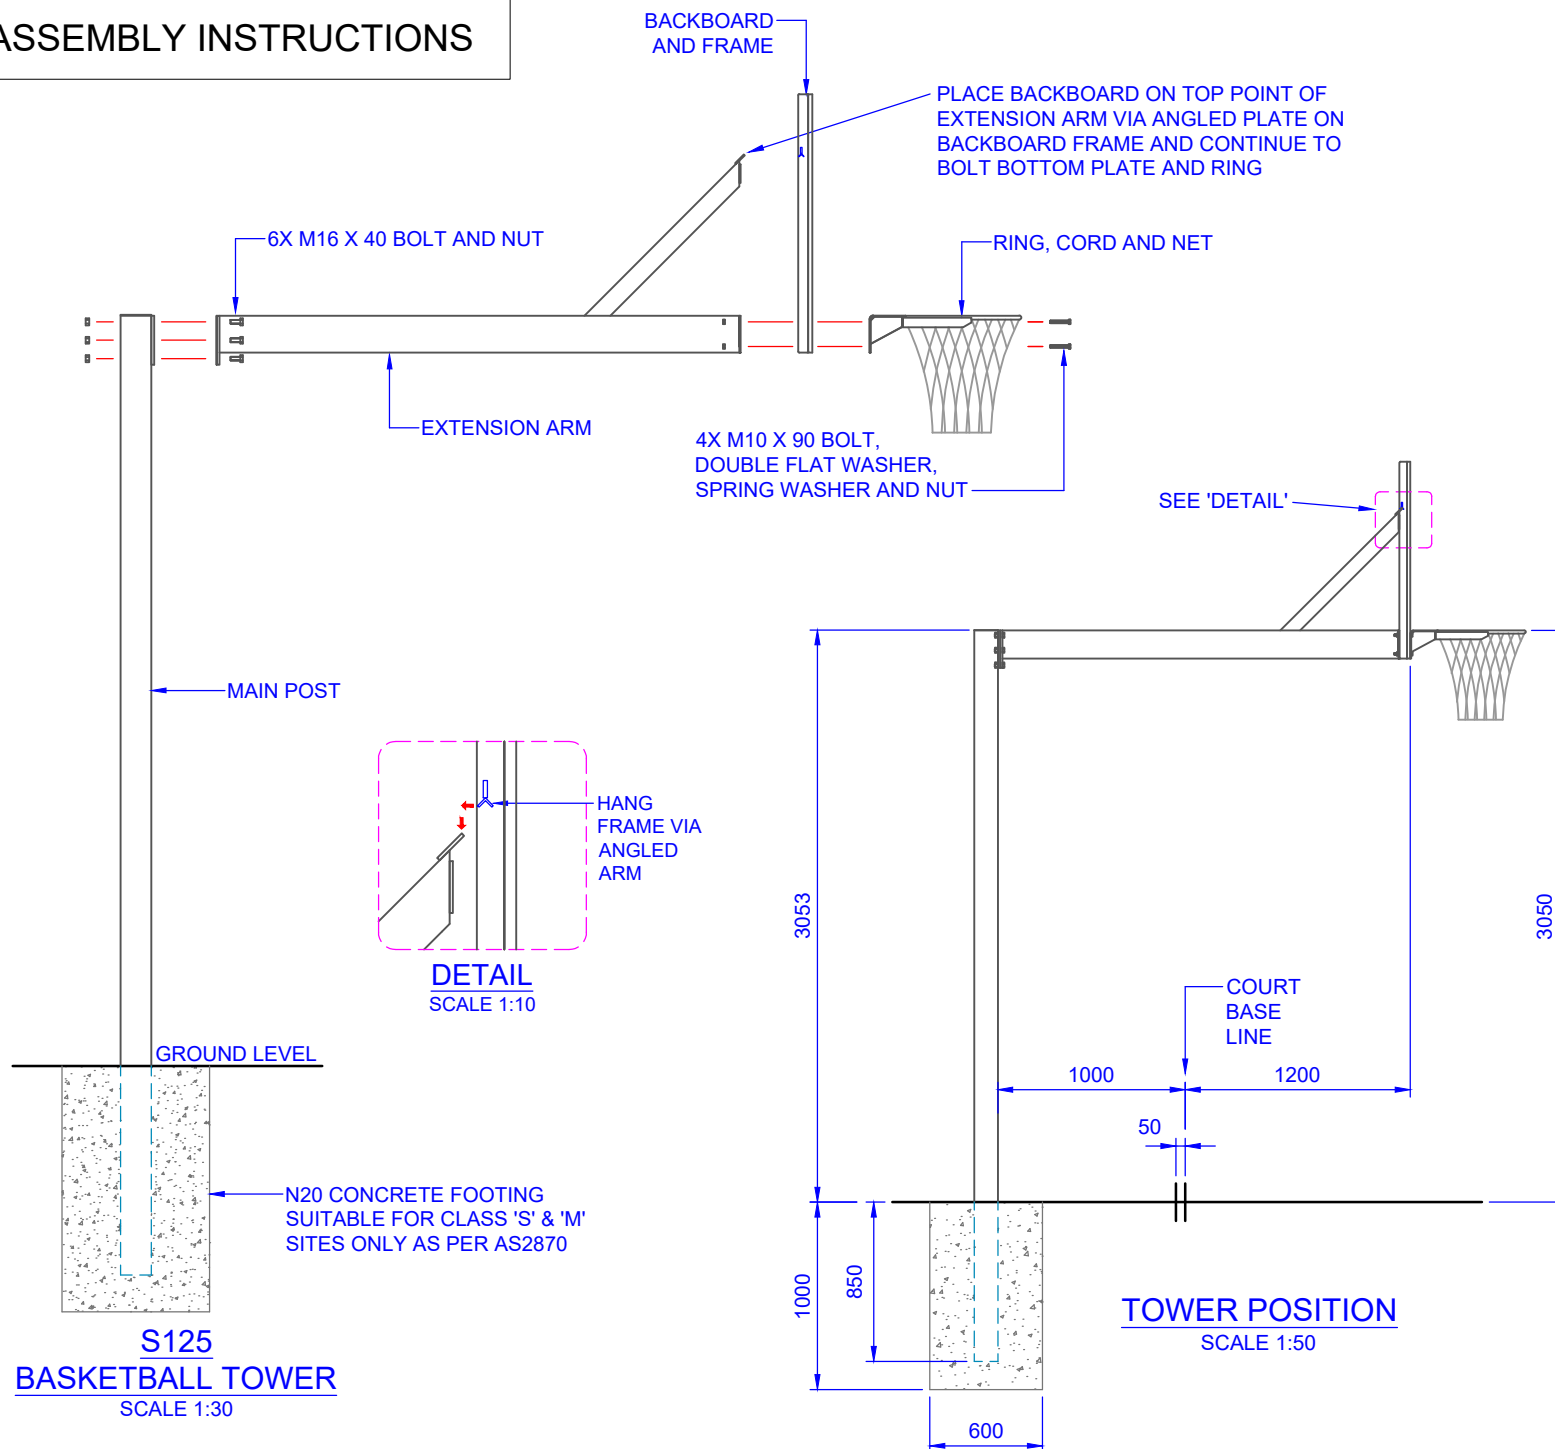 ASSEMBLY INSTRUCTIONS
BACKBOARD
AND FRAME
PLACE BACKBOARD ON TOP POINT OF
EXTENSION ARM VIA ANGLED PLATE ON
BACKBOARD FRAME AND CONTINUE TO
BOLT BOTTOM PLATE AND RING
6X M16 X 40 BOLT AND NUT
RING, CORD AND NET
EXTENSION ARM
4X M10 X 90 BOLT,
DOUBLE FLAT WASHER,
SPRING WASHER AND NUT
SEE 'DETAIL'
MAIN POST
HANG
FRAME VIA
ANGLED
ARM
DETAIL
SCALE 1:10
GROUND LEVEL
N20 CONCRETE FOOTING
SUITABLE FOR CLASS 'S' & 'M'
SITES ONLY AS PER AS2870
S125
BASKETBALL TOWER
SCALE 1:30
3053
3050
COURT
BASE
LINE
1000
1200
50
1000
850
600
TOWER POSITION
SCALE 1:50